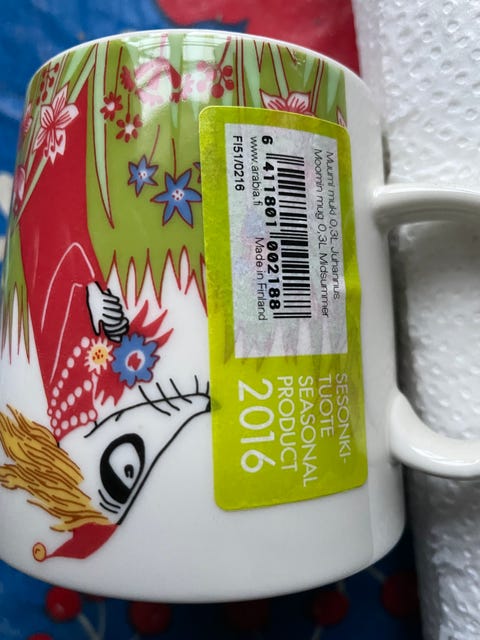 Muumi muki 0,3L Juhannus
Moomin mug 0,3L Midsummer
6 411801 002188
Made in Finland
www.arabia.fi
FI51/0216
SESONKI-
TUOTE
SEASONAL
PRODUCT
2016